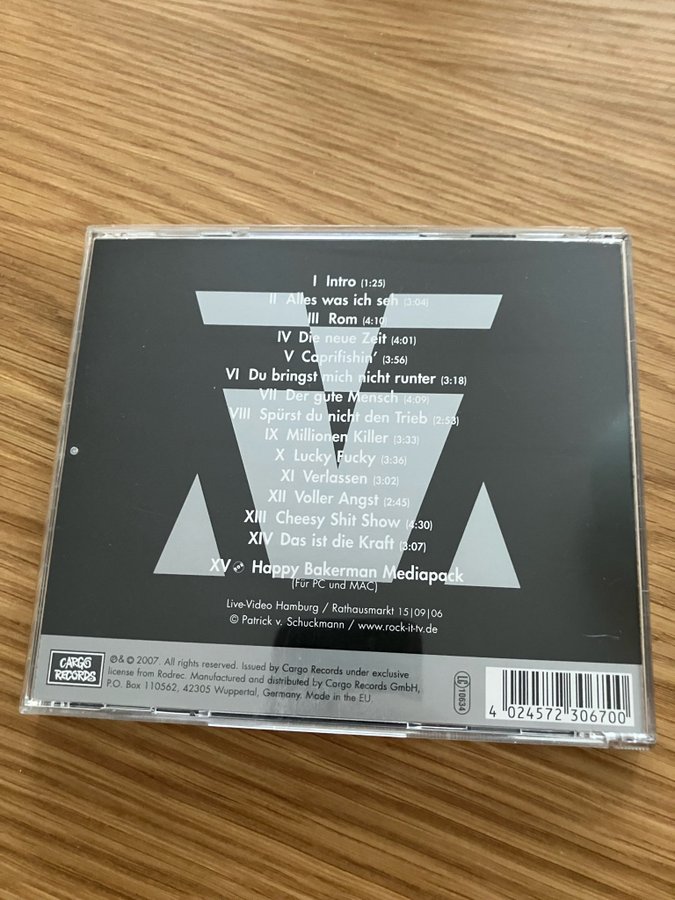 I Intro (1:25)
II Alles was ich seh (3:04)
III Rom (4:10)
IV Die neue Zeit (4:01)
V Caprifishin' (3:56)
VI Du bringst mich nicht runter (3:18)
VII Der gute Mensch (4:09)
VIII Spürst du nicht den Trieb (2:53)
IX Millionen Killer (3:33)
X Lucky Fucky (3:36)
XI Verlassen (3:02)
XII Voller Angst (2:45)
XIII Cheesy Shit Show (4:30)
XIV Das ist die Kraft (3:07)
XV Happy Bakerman Mediapack
(Für PC und MAC)
Live-Video Hamburg / Rathausmarkt 15|09|06
© Patrick v. Schuckmann / www.rock-it-tv.de
CARGO
RECORDS
℗&© 2007. All rights reserved. Issued by Cargo Records under exclusive
license from Rodrec. Manufactured and distributed by Cargo Records GmbH,
P.O. Box 110562, 42305 Wuppertal, Germany. Made in the EU.
LC 10634
4 024572 306700